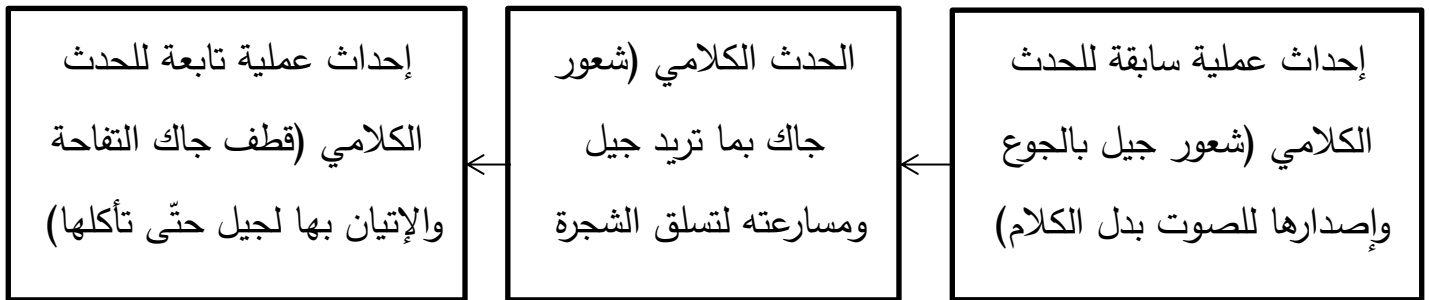 إحداث عملية سابقة للحدث
الكلامي (شعور جيل بالجوع
وإصدارها للصوت بدل الكلام)
الحدث الكلامي (شعور
جاك بما تريد جيل
ومسارعته لتسلق الشجرة
إحداث عملية تابعة للحدث
الكلامي (قطف جاك التفاحة
والإتيان بها لجيل حتّى تأكلها)